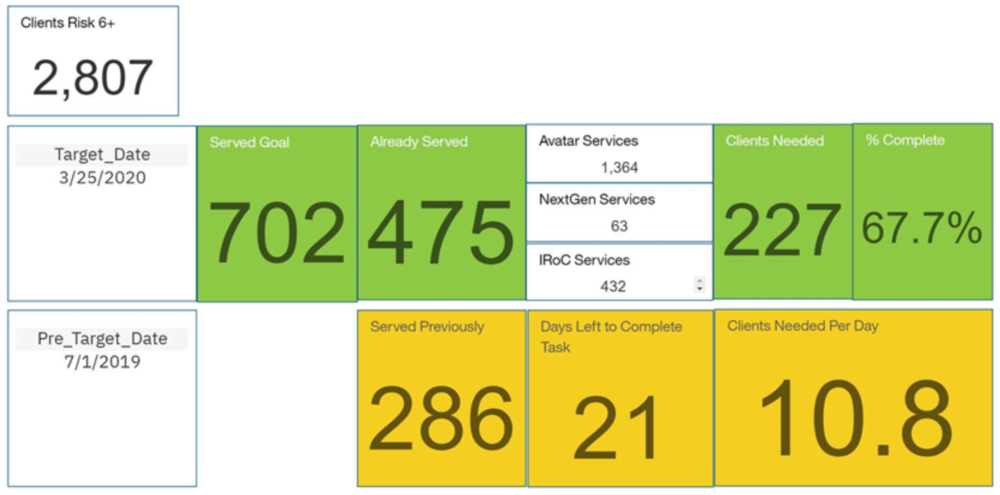 Clients Risk 6+
2,807
Target_Date
3/25/2020
Served Goal
702
Already Served
475
Avatar Services
1,364
NextGen Services
63
IRoC Services
432
Clients Needed
227
% Complete
67.7%
Pre_Target_Date
7/1/2019
Served Previously
286
Days Left to Complete
Task
21
Clients Needed Per Day
10.8